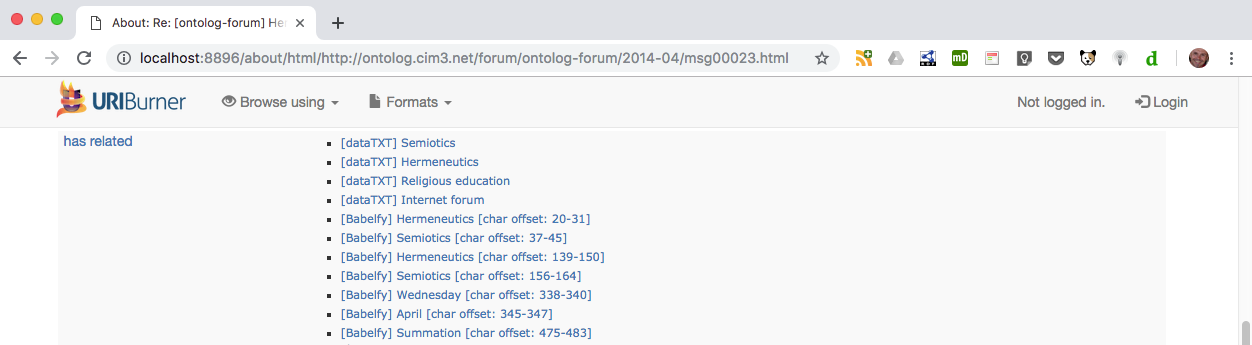 About: Re: [ontolog-forum] He
localhost:8896/about/html/http://ontolog.cim3.net/forum/ontolog-forum/2014-04/msg00023.html
mD
d
URIBurner Browse using Formats Not logged in. Login
has related
[dataTXT] Semiotics
[dataTXT] Hermeneutics
[dataTXT] Religious education
[dataTXT] Internet forum
[Babelfy] Hermeneutics [char offset: 20-31]
[Babelfy] Semiotics [char offset: 37-45]
[Babelfy] Hermeneutics [char offset: 139-150]
[Babelfy] Semiotics [char offset: 156-164]
[Babelfy] Wednesday [char offset: 338-340]
[Babelfy] April [char offset: 345-347]
[Babelfy] Summation [char offset: 475-483]